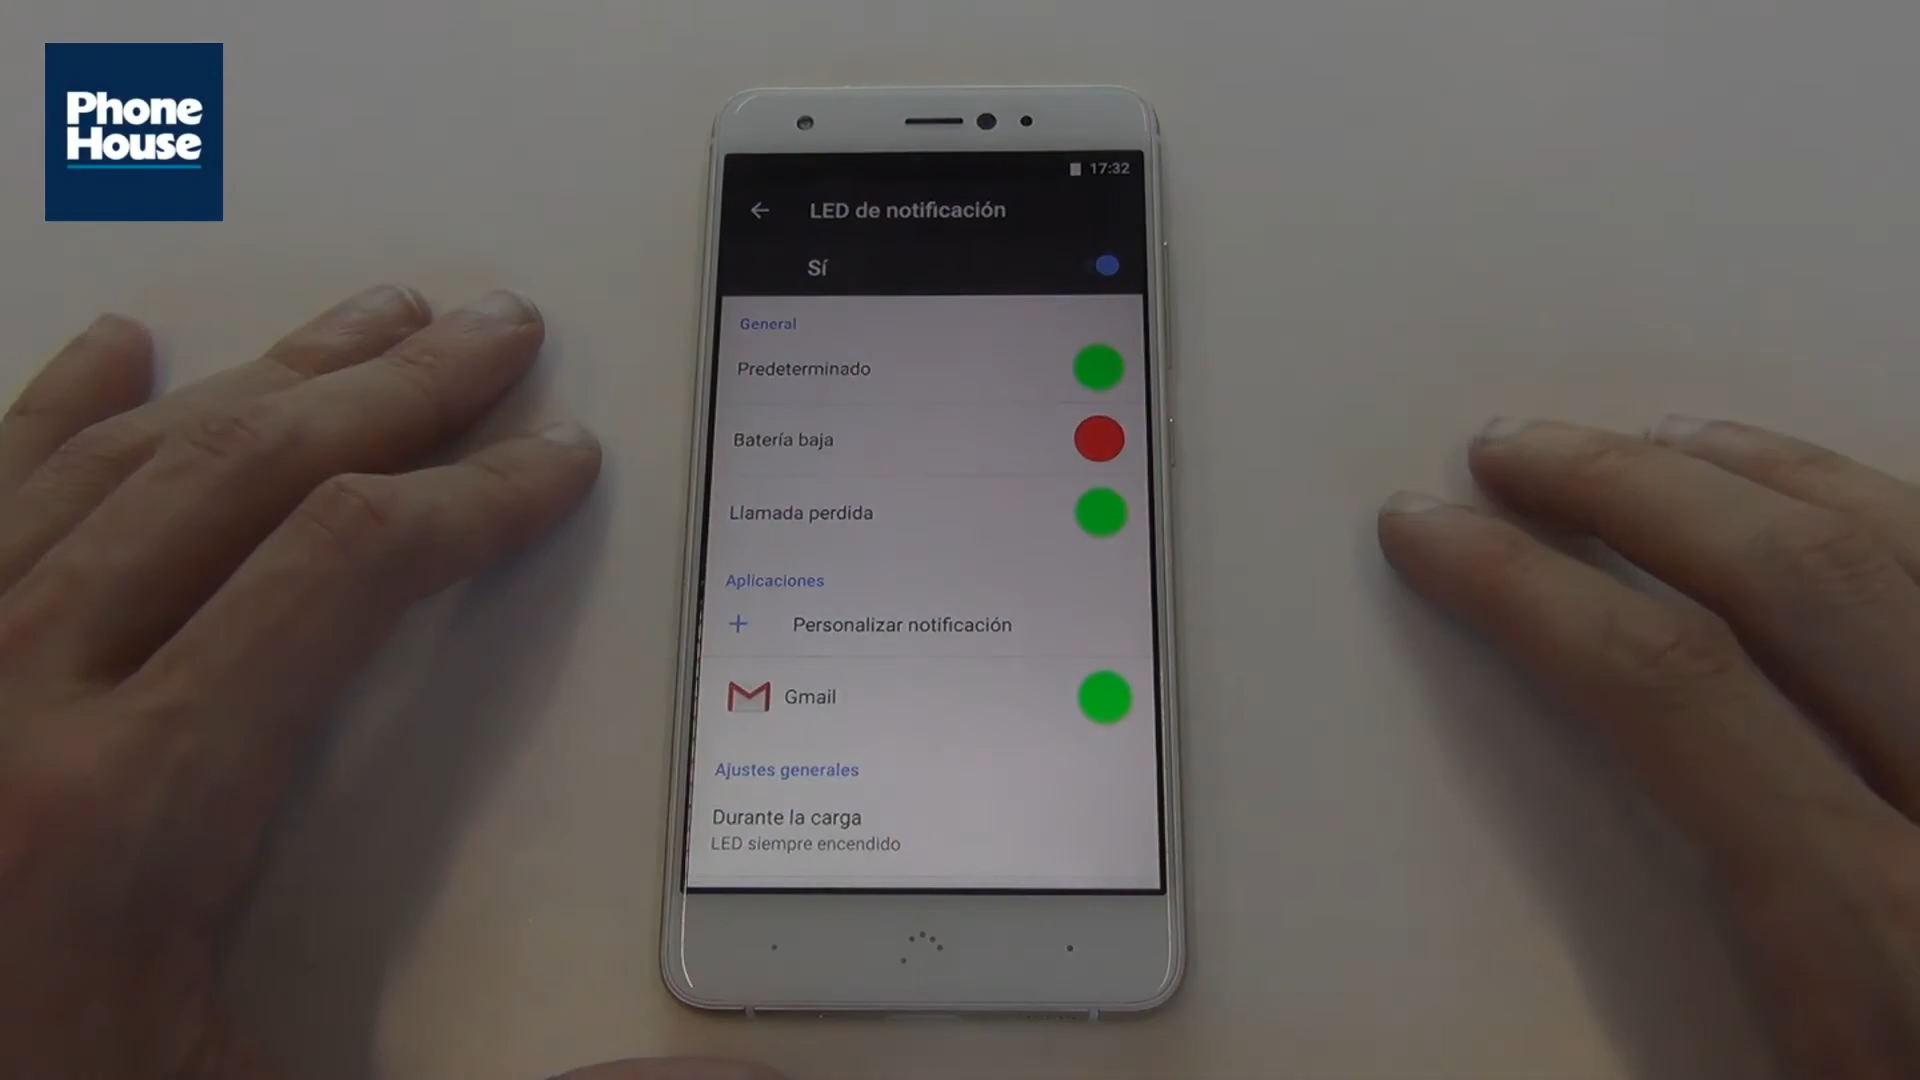 Phone
House
17:32
LED de notificación
Sí
General
Predeterminado
Batería baja
Llamada perdida
Aplicaciones
+ Personalizar notificación
Gmail
Ajustes generales
Durante la carga
LED siempre encendido